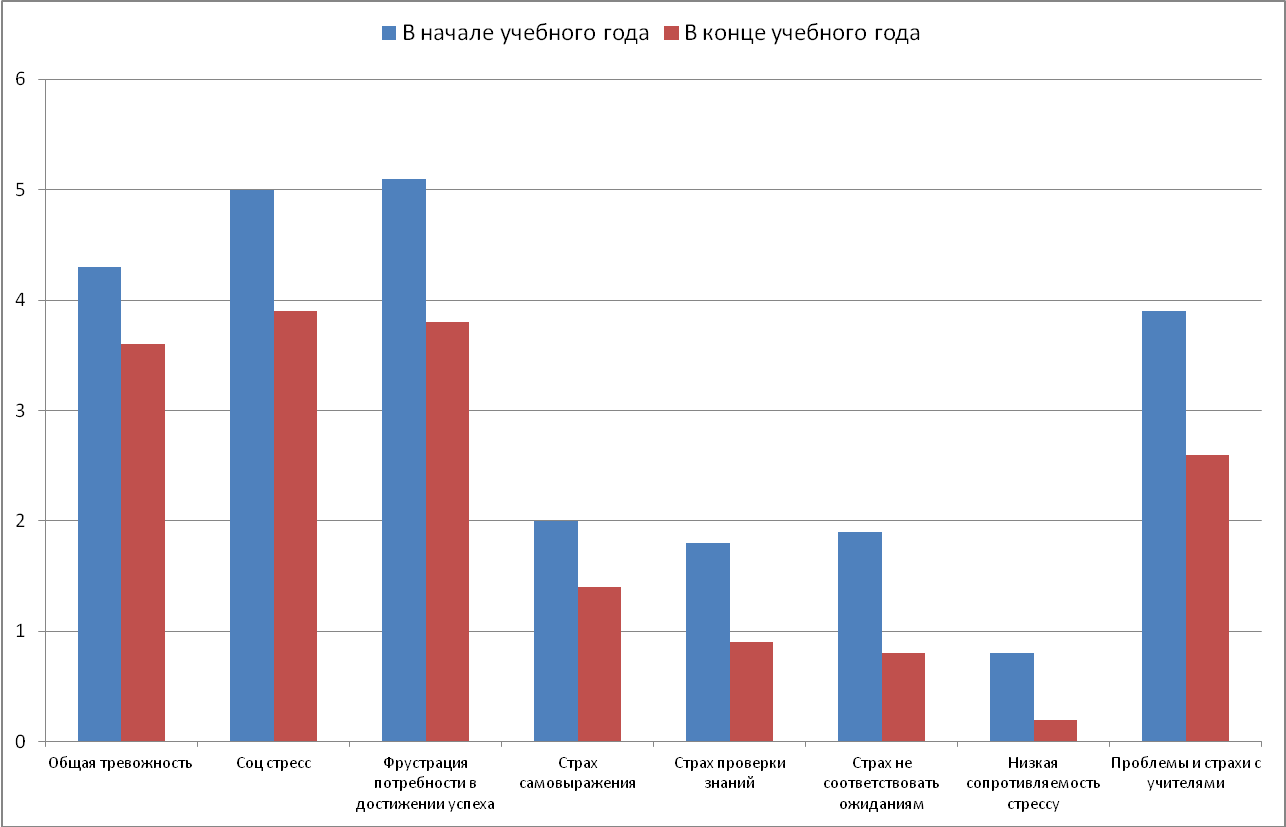 В начале учебного года В конце учебного года
6
5
4
3
2
1
0
Общая тревожность
Соц стресс
Фрустрация
потребности в
достижении успеха
Страх
самовыражения
Страх проверки
знаний
Страх не
соответствовать
ожиданиям
Низкая
сопротивляемость
стрессу
Проблемы и страхи с
учителями